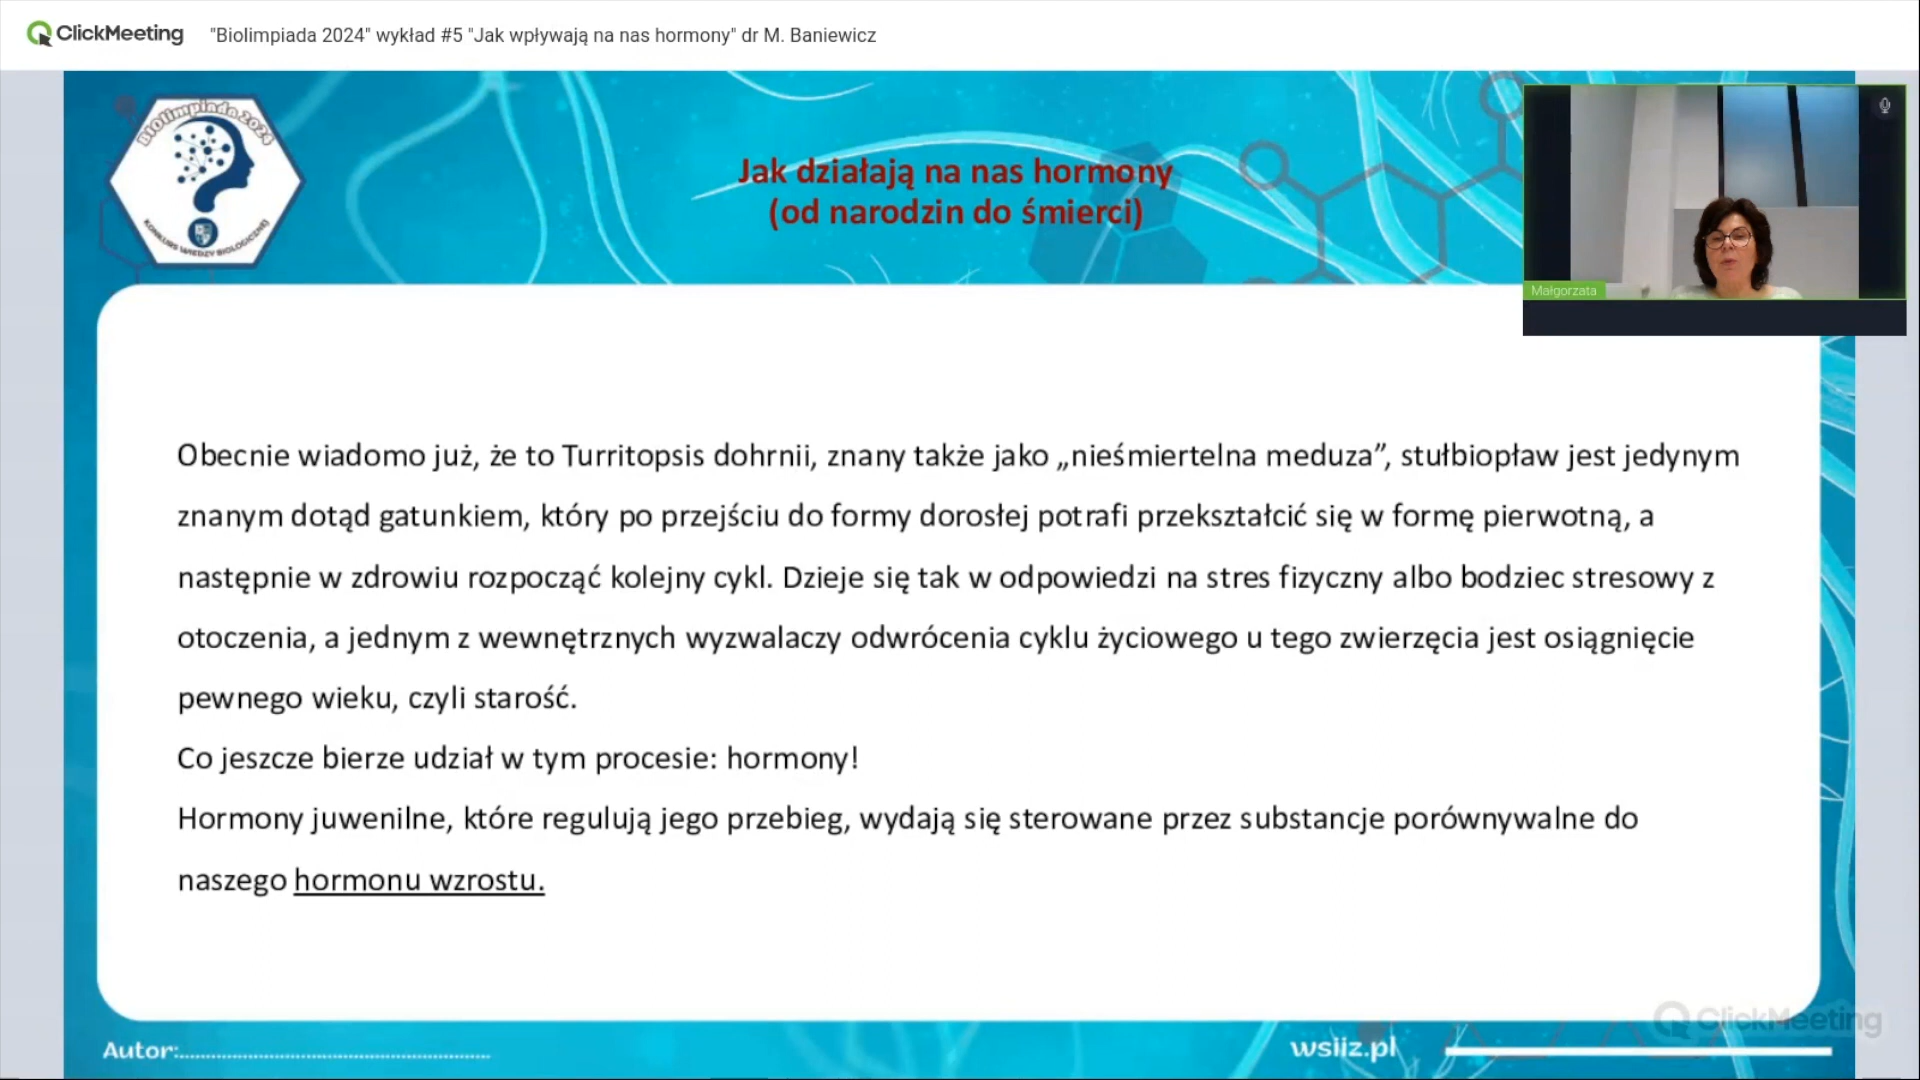 ClickMeeting "Biolimpiada 2024" wykład #5 "Jak wpływają na nas hormony" dr M. Baniewicz
BIOlimpiada 2024
KONKURS WIEDZY BIOLOGICZNEJ
Jak działają na nas hormony
(od narodzin do śmierci)
Małgorzata
Obecnie wiadomo już, że to Turritopsis dohrnii, znany także jako „nieśmiertelna meduza”, stułbiopław jest jedynym
znanym dotąd gatunkiem, który po przejściu do formy dorosłej potrafi przekształcić się w formę pierwotną, a
następnie w zdrowiu rozpocząć kolejny cykl. Dzieje się tak w odpowiedzi na stres fizyczny albo bodziec stresowy z
otoczenia, a jednym z wewnętrznych wyzwalaczy odwrócenia cyklu życiowego u tego zwierzęcia jest osiągnięcie
pewnego wieku, czyli starość.
Co jeszcze bierze udział w tym procesie: hormony!
Hormony juwenilne, które regulują jego przebieg, wydają się sterowane przez substancje porównywalne do
naszego hormonu wzrostu.
ClickMeeting
Autor:..........................................................
wsiiz.pl